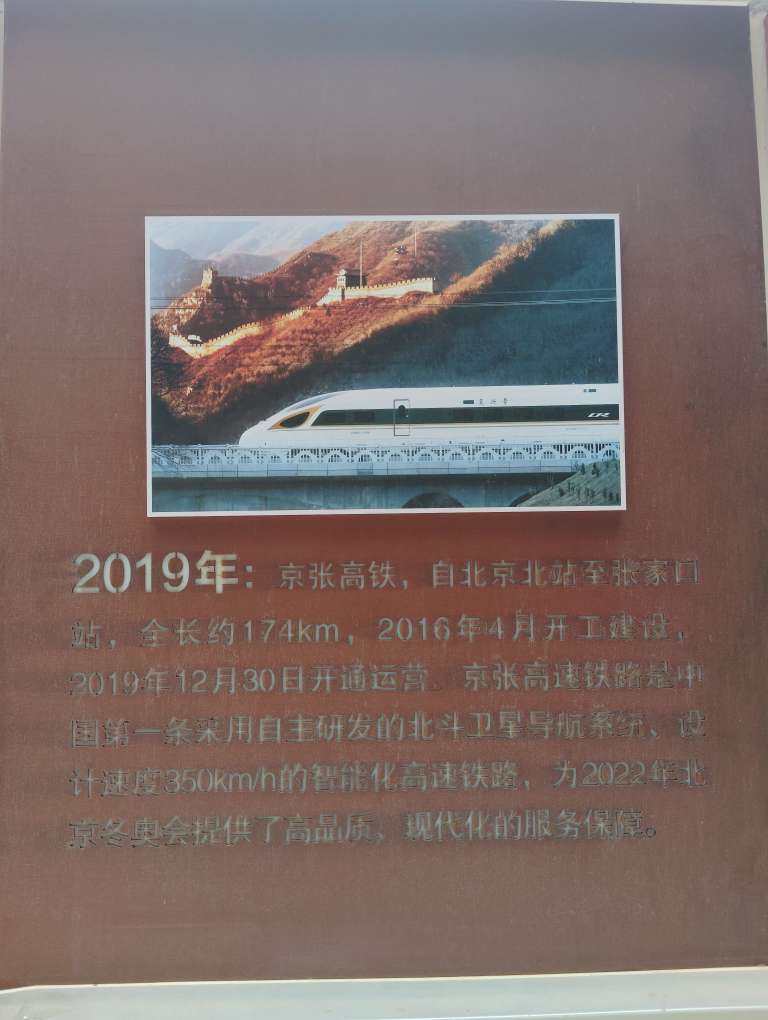 复兴号
CR
2019年：京张高铁，自北京北站至张家口
站，全长约174km，2016年4月开工建设，
2019年12月30日开通运营。京张高速铁路是中
国第一条采用自主研发的北斗卫星导航系统、设
计速度350km/h的智能化高速铁路，为2022年北
京冬奥会提供了高品质、现代化的服务保障。